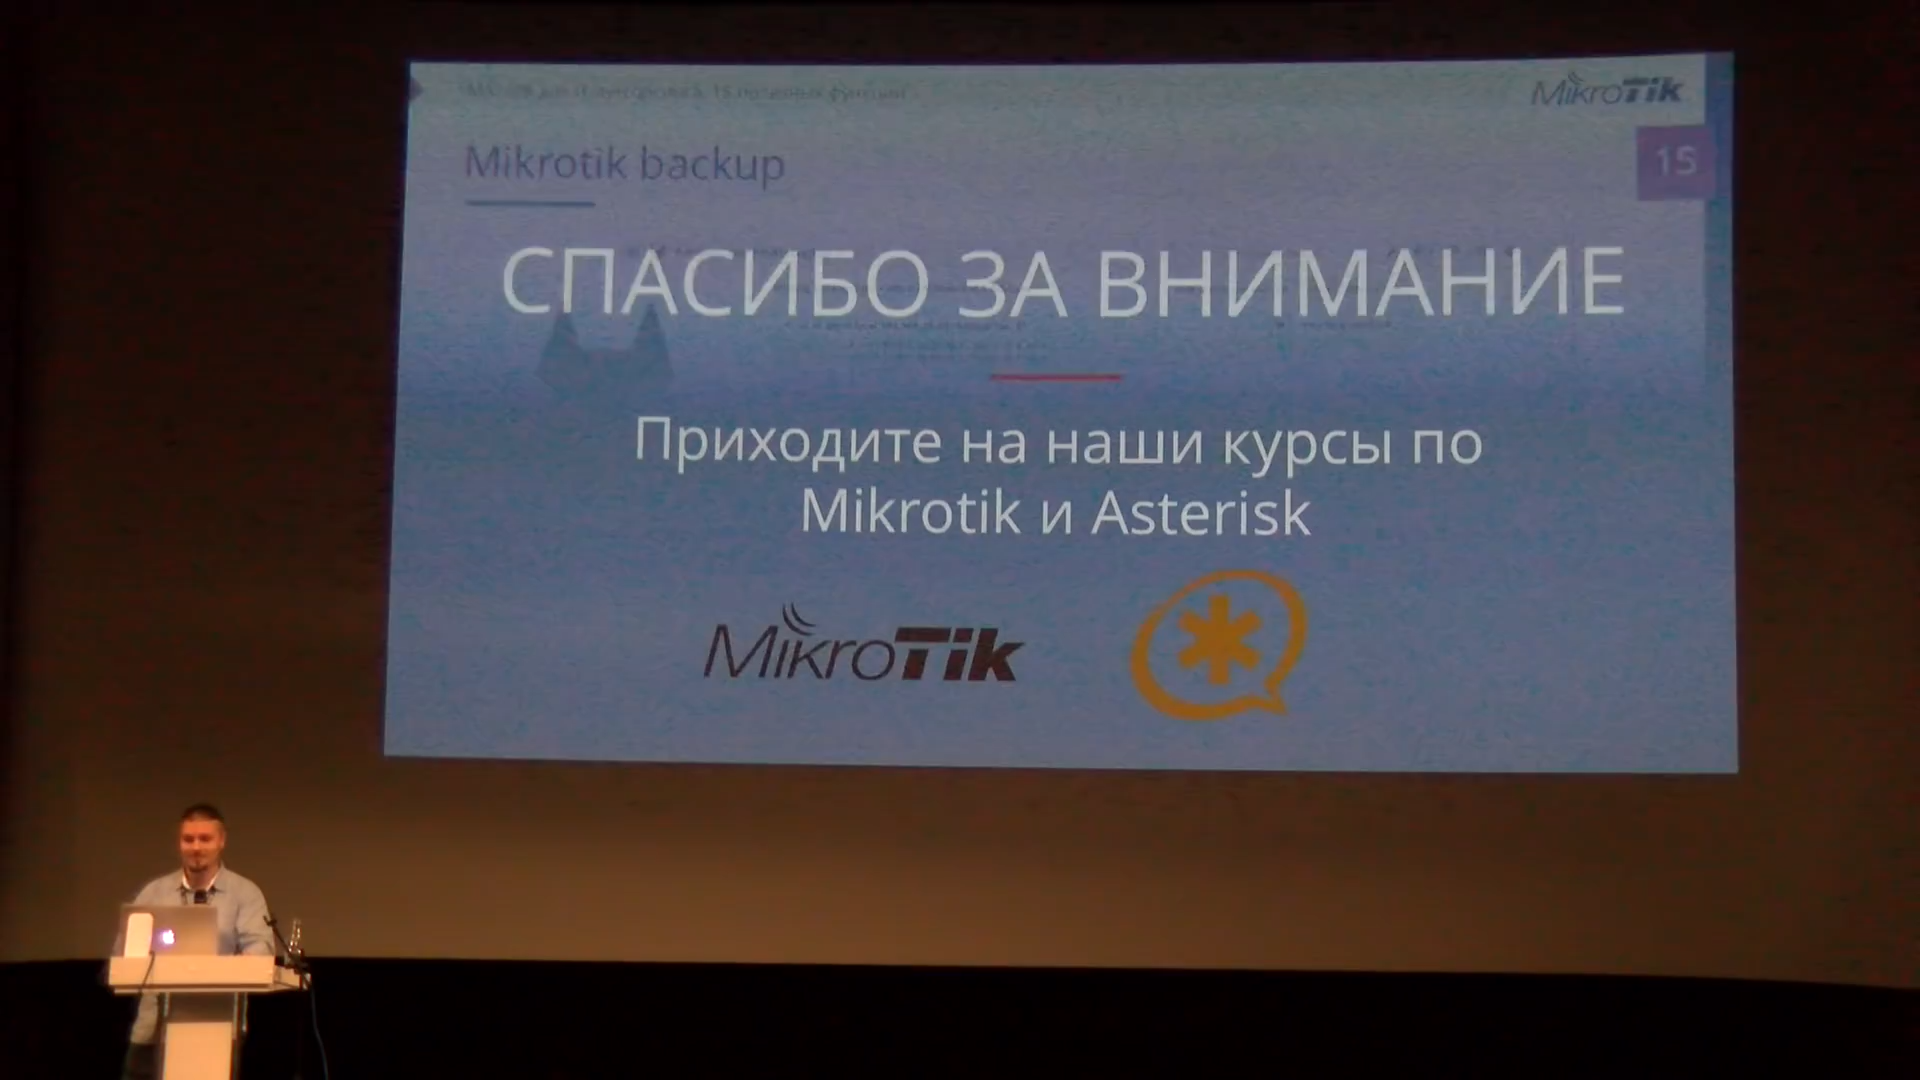 MikroTik
Mikrotik backup
15
СПАСИБО ЗА ВНИМАНИЕ
Приходите на наши курсы по
Mikrotik и Asterisk
MikroTik